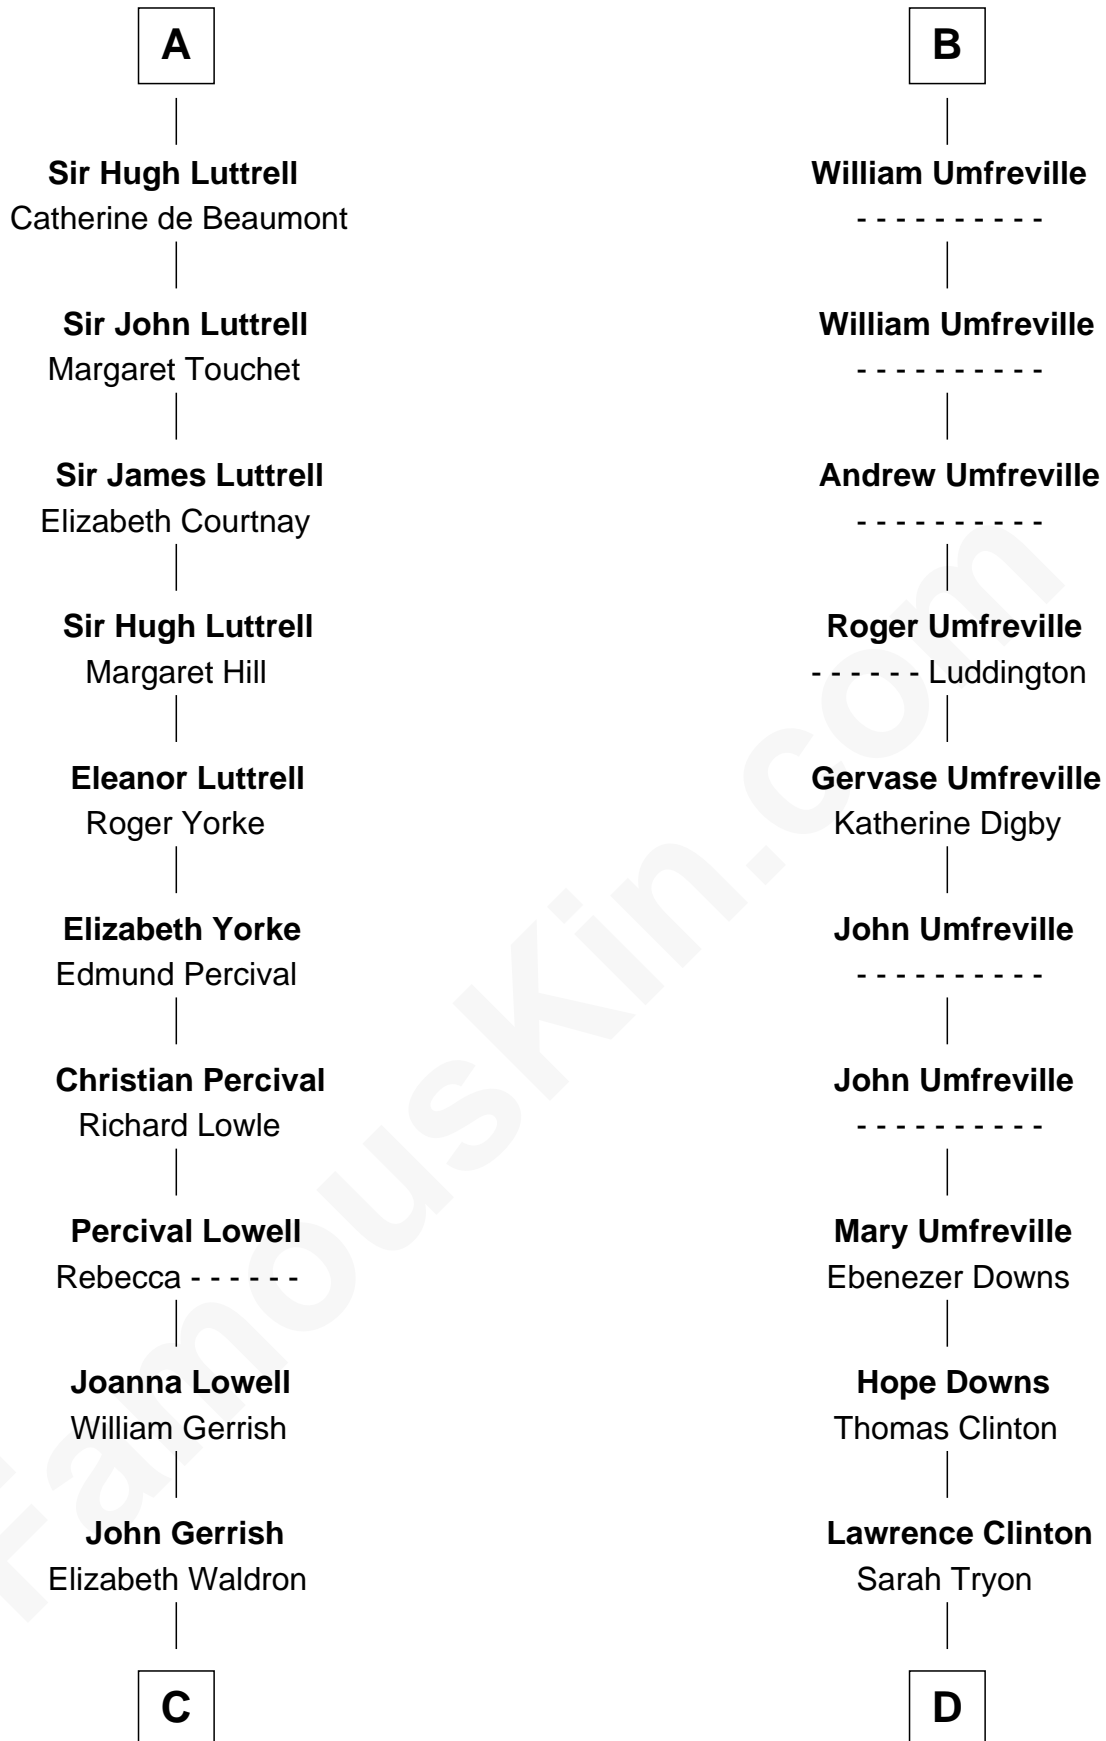 A
Sir Hugh Luttrell
Catherine de Beaumont
Sir John Luttrell
Margaret Touchet
Sir James Luttrell
Elizabeth Courtnay
Sir Hugh Luttrell
Margaret Hill
Eleanor Luttrell
Roger Yorke
Elizabeth Yorke
Edmund Percival
Christian Percival
Richard Lowle
Percival Lowell
Rebecca - - - - - -
Joanna Lowell
William Gerrish
John Gerrish
Elizabeth Waldron
C
B
William Umfreville
- - - - - - - - - -
William Umfreville
- - - - - - - - - -
Andrew Umfreville
- - - - - - - - - -
Roger Umfreville
- - - - - - Luddington
Gervase Umfreville
Katherine Digby
John Umfreville
- - - - - - - - - -
John Umfreville
- - - - - - - - - -
Mary Umfreville
Ebenezer Downs
Hope Downs
Thomas Clinton
Lawrence Clinton
Sarah Tryon
D
FamousKin.com